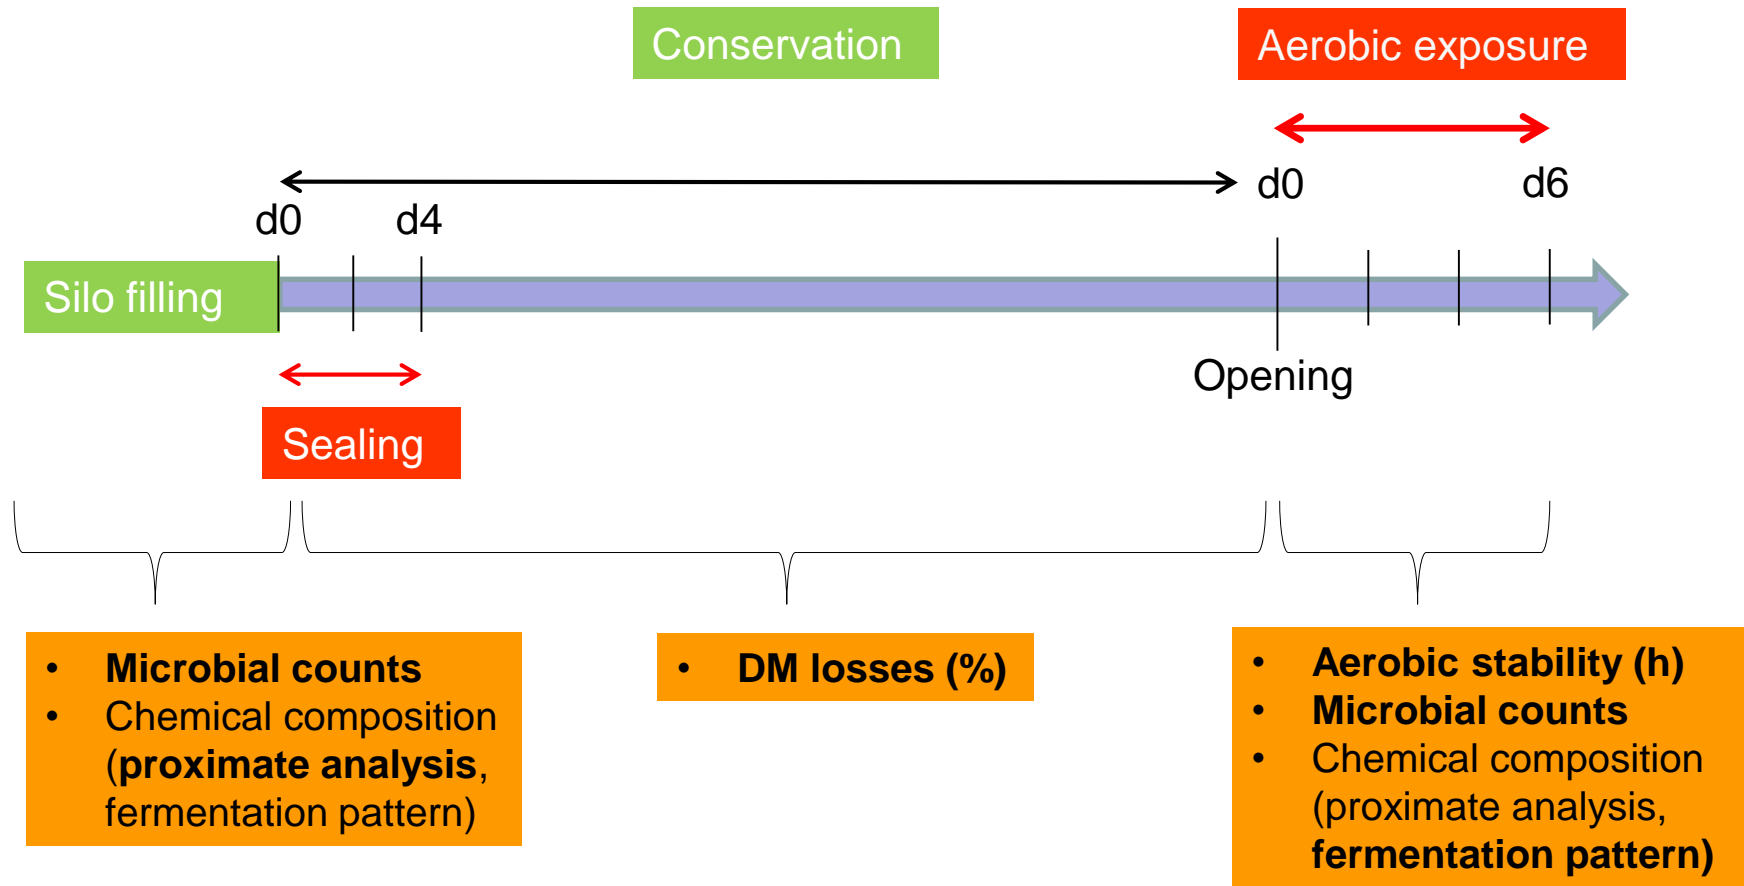 Conservation
Aerobic exposure
d0
d4
d0
d6
Silo filling
Opening
Sealing
• Microbial counts
• Chemical composition
(proximate analysis,
fermentation pattern)
• DM losses (%)
• Aerobic stability (h)
• Microbial counts
• Chemical composition
(proximate analysis,
fermentation pattern)